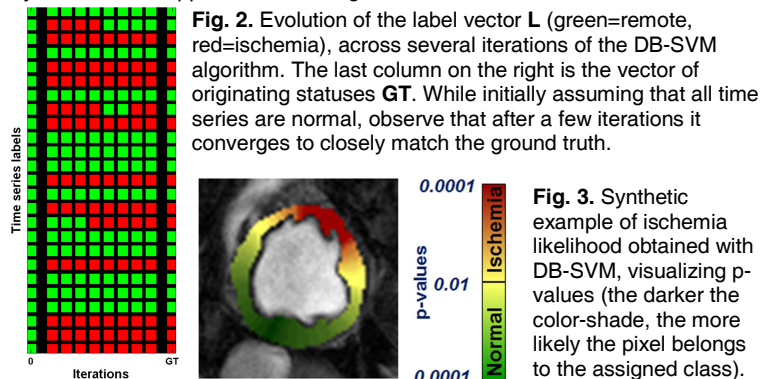 Fig. 2. Evolution of the label vector L (green=remote,
red=ischemia), across several iterations of the DB-SVM
algorithm. The last column on the right is the vector of
originating statuses GT. While initially assuming that all time
series are normal, observe that after a few iterations it
converges to closely match the ground truth.
Time series labels
0
GT
Iterations
p-values
0.0001
0.01
0.0001
Ischemia
Normal
Fig. 3. Synthetic
example of ischemia
likelihood obtained with
DB-SVM, visualizing p-
values (the darker the
color-shade, the more
likely the pixel belongs
to the assigned class).